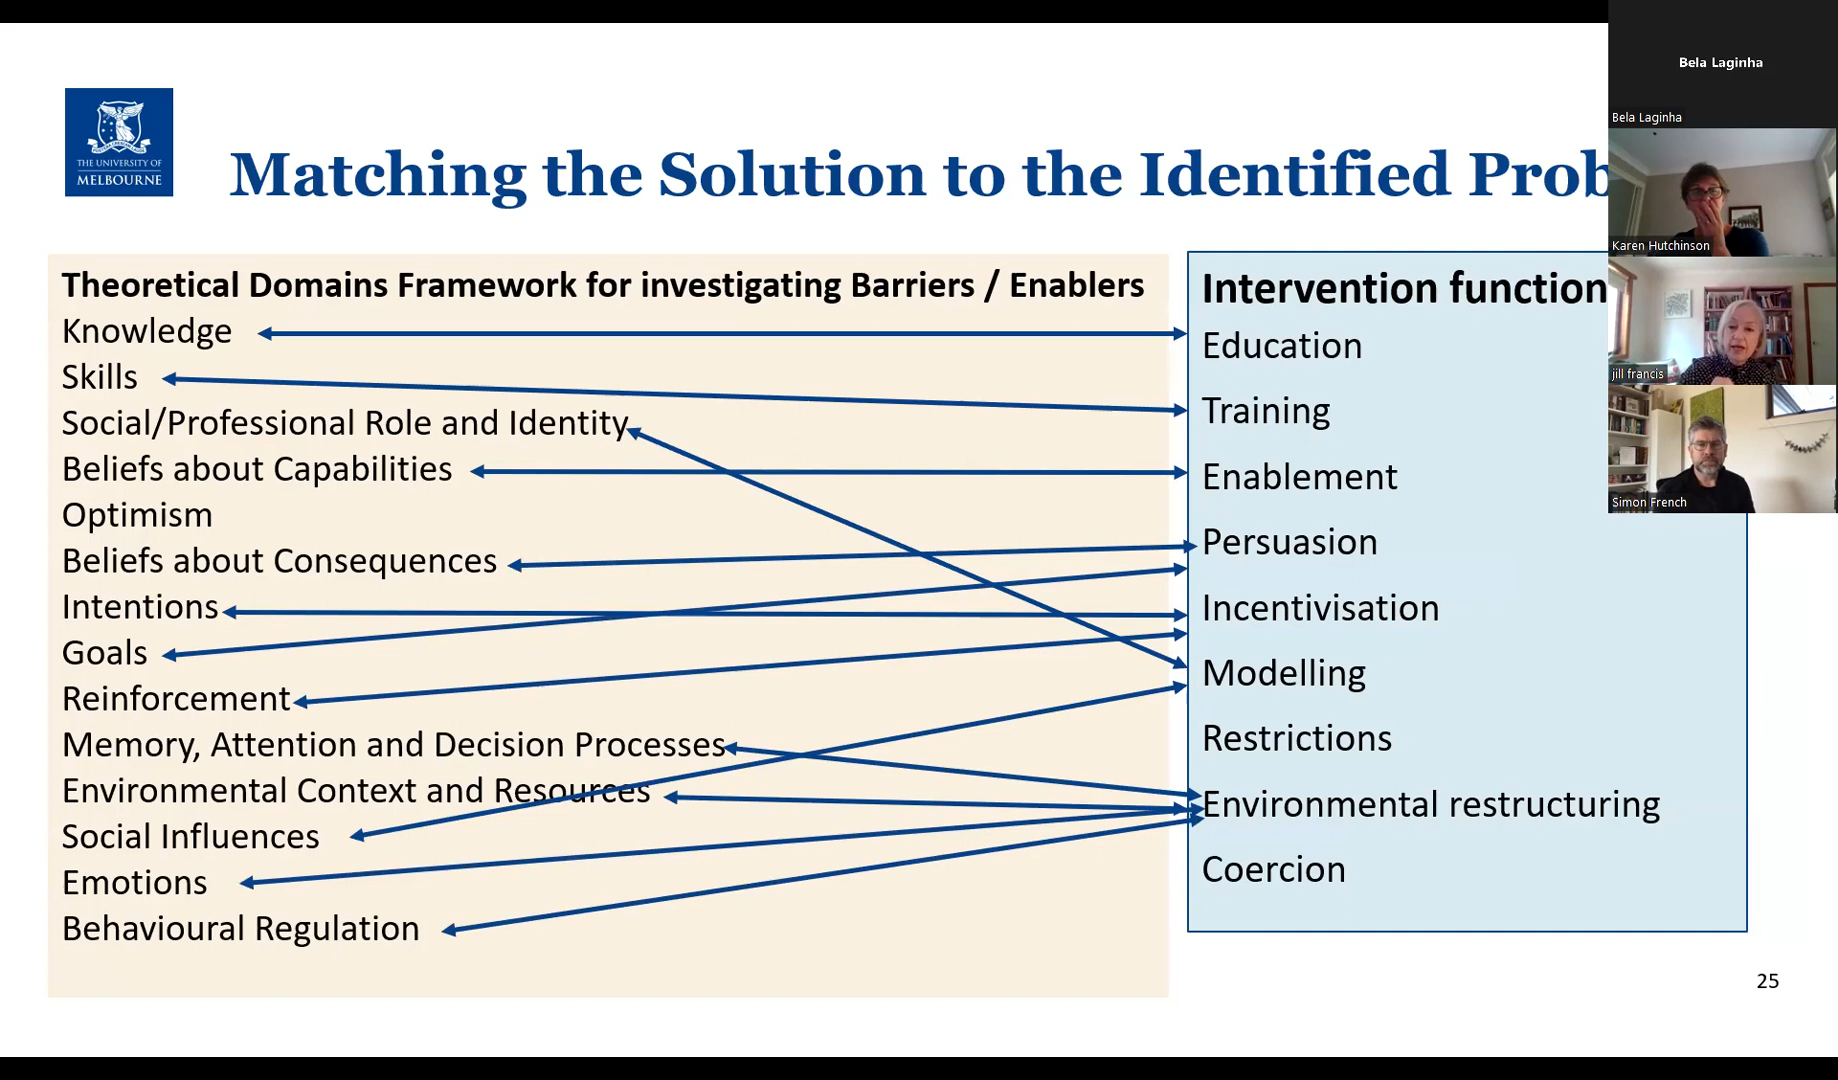 Bela Laginha
Bela Laginha
THE UNIVERSITY OF
MELBOURNE
Matching the Solution to the Identified Prob
Karen Hutchinson
jill francis
Simon French
Theoretical Domains Framework for investigating Barriers / Enablers
Knowledge
Skills
Social/Professional Role and Identity
Beliefs about Capabilities
Optimism
Beliefs about Consequences
Intentions
Goals
Reinforcement
Memory, Attention and Decision Processes
Environmental Context and Resources
Social Influences
Emotions
Behavioural Regulation
Intervention function
Education
Training
Enablement
Persuasion
Incentivisation
Modelling
Restrictions
Environmental restructuring
Coercion
25